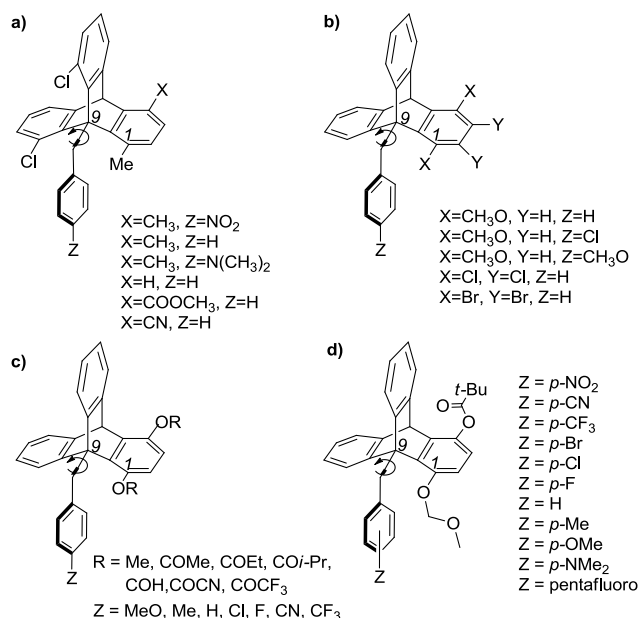 a)
Cl
X
9
1
Cl
Me
Z
X=CH₃, Z=NO₂
X=CH₃, Z=H
X=CH₃, Z=N(CH₃)₂
X=H, Z=H
X=COOCH₃, Z=H
X=CN, Z=H
b)
X
Y
9
1
X
Y
Z
X=CH₃O, Y=H, Z=H
X=CH₃O, Y=H, Z=Cl
X=CH₃O, Y=H, Z=CH₃O
X=Cl, Y=Cl, Z=H
X=Br, Y=Br, Z=H
c)
OR
9
1
OR
Z
R = Me, COMe, COEt, COi-Pr,
COH,COCN, COCF₃
Z = MeO, Me, H, Cl, F, CN, CF₃
d)
t-Bu
O
O
9
1
O
O
Z
Z = p-NO₂
Z = p-CN
Z = p-CF₃
Z = p-Br
Z = p-Cl
Z = p-F
Z = H
Z = p-Me
Z = p-OMe
Z = p-NMe₂
Z = pentafluoro